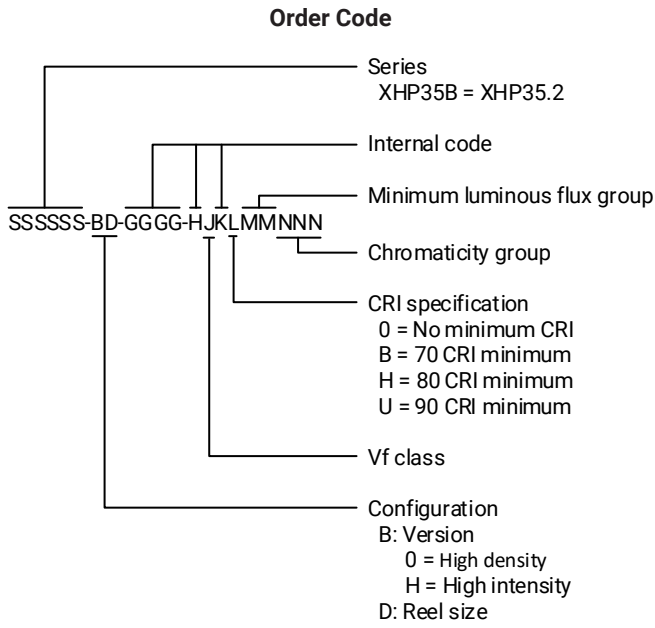 Order Code
Series
XHP35B = XHP35.2
Internal code
Minimum luminous flux group
SSSSSS-BD-GGGG-HJKLMMNNN
Chromaticity group
CRI specification
0 = No minimum CRI
B = 70 CRI minimum
H = 80 CRI minimum
U = 90 CRI minimum
Vf class
Configuration
B: Version
0 = High density
H = High intensity
D: Reel size